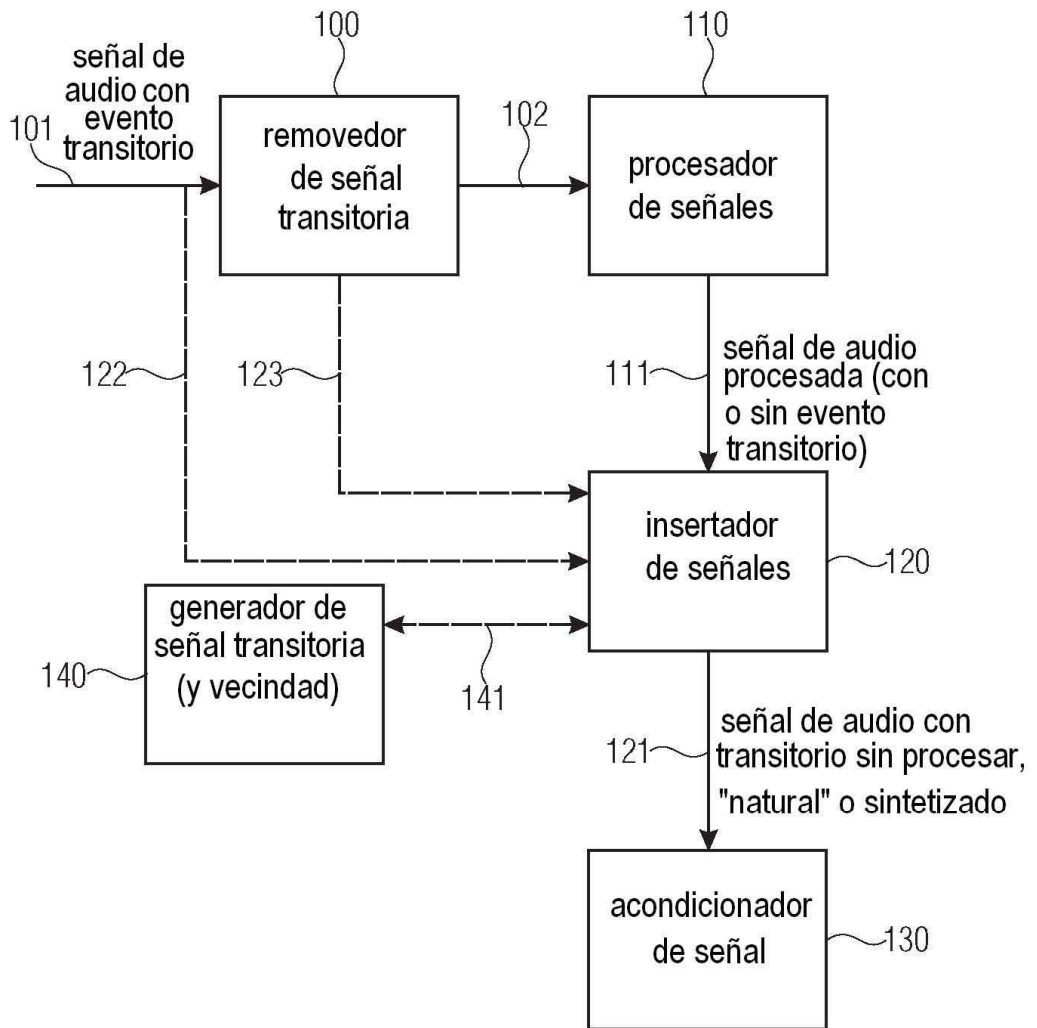 100
110
señal de
audio con
evento
transitorio
101
removedor
de señal
transitoria
102
procesador
de señales
122
123
111
señal de audio
procesada (con
o sin evento
transitorio)
insertador
de señales
120
generador de
señal transitoria
(y vecindad)
140
141
121
señal de audio con
transitorio sin procesar,
"natural" o sintetizado
acondicionador
de señal
130